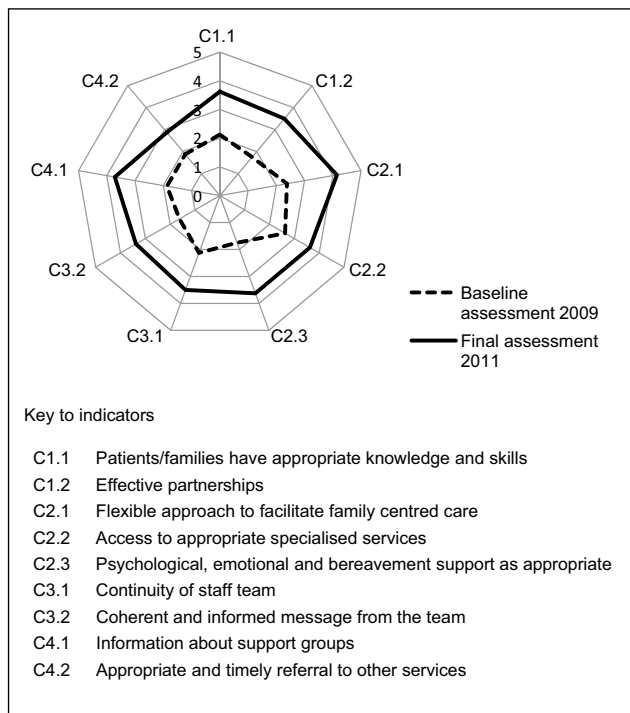 C1.1
5
C4.2
C1.2
4
3
2
C4.1
1
C2.1
0
C3.2
C2.2
C3.1
C2.3
Baseline
assessment 2009
Final assessment
2011
Key to indicators
C1.1 Patients/families have appropriate knowledge and skills
C1.2 Effective partnerships
C2.1 Flexible approach to facilitate family centred care
C2.2 Access to appropriate specialised services
C2.3 Psychological, emotional and bereavement support as appropriate
C3.1 Continuity of staff team
C3.2 Coherent and informed message from the team
C4.1 Information about support groups
C4.2 Appropriate and timely referral to other services